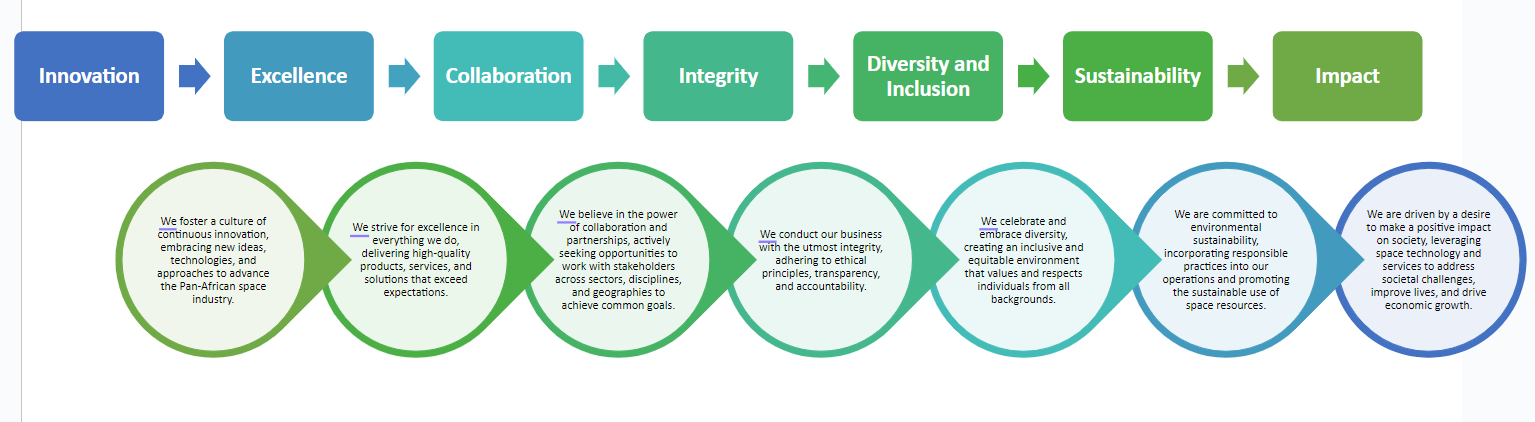 Innovation
Excellence
Collaboration
Integrity
Diversity and
Inclusion
Sustainability
Impact
We foster a culture of
continuous innovation,
embracing new ideas,
technologies, and
approaches to advance
the Pan-African space
industry.
We strive for excellence in
everything we do,
delivering high-quality
products, services, and
solutions that exceed
expectations.
We believe in the power
of collaboration and
partnerships, actively
seeking opportunities to
work with stakeholders
across sectors, disciplines,
and geographies to
achieve common goals.
We conduct our business
with the utmost integrity,
adhering to ethical
principles, transparency,
and accountability.
We celebrate and
embrace diversity,
creating an inclusive and
equitable environment
that values and respects
individuals from all
backgrounds.
We are committed to
environmental
sustainability,
incorporating responsible
practices into our
operations and promoting
the sustainable use of
space resources.
We are driven by a desire
to make a positive impact
on society, leveraging
space technology and
services to address
societal challenges,
improve lives, and drive
economic growth.